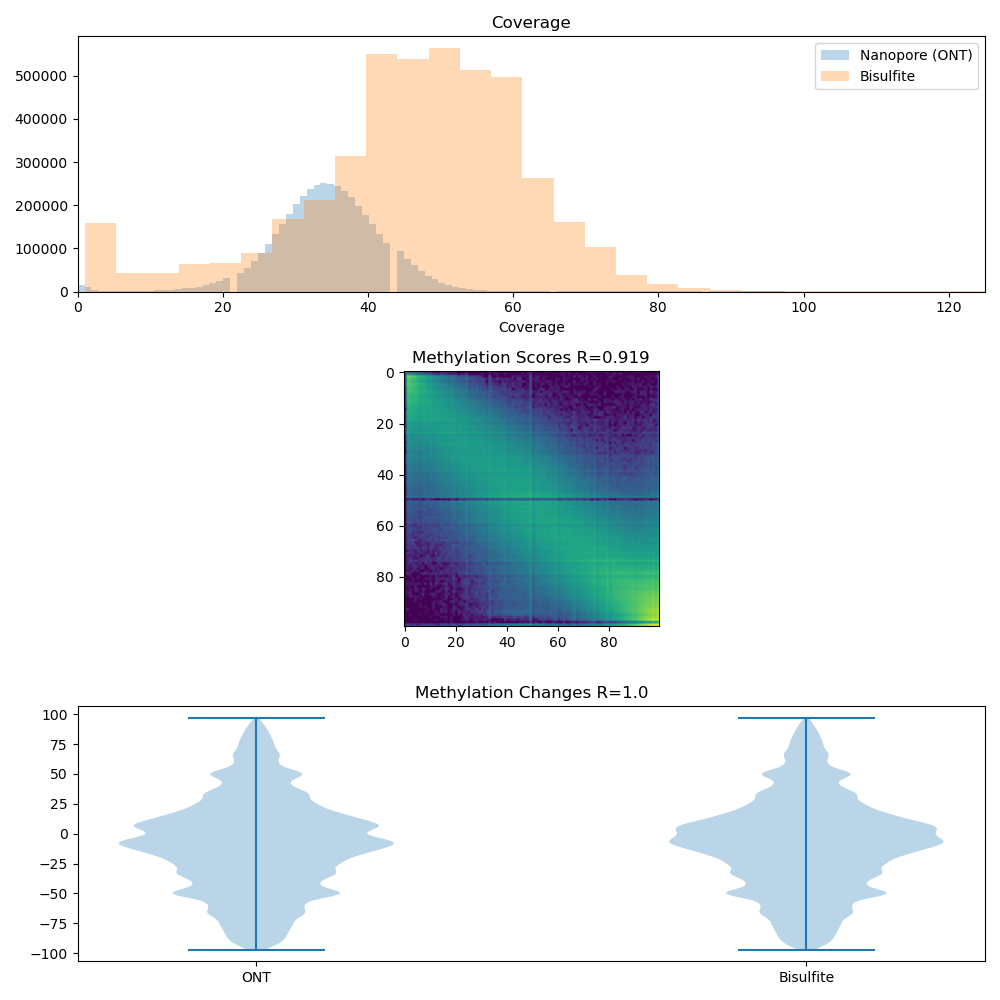 Coverage
500000
400000
300000
200000
100000
0
Nanopore (ONT)
Bisulfite
0 20 40 60 80 100 120
Coverage
Methylation Scores R=0.919
0
20
40
60
80
0 20 40 60 80
Methylation Changes R=1.0
100
75
50
25
0
−25
−50
−75
−100
ONT Bisulfite